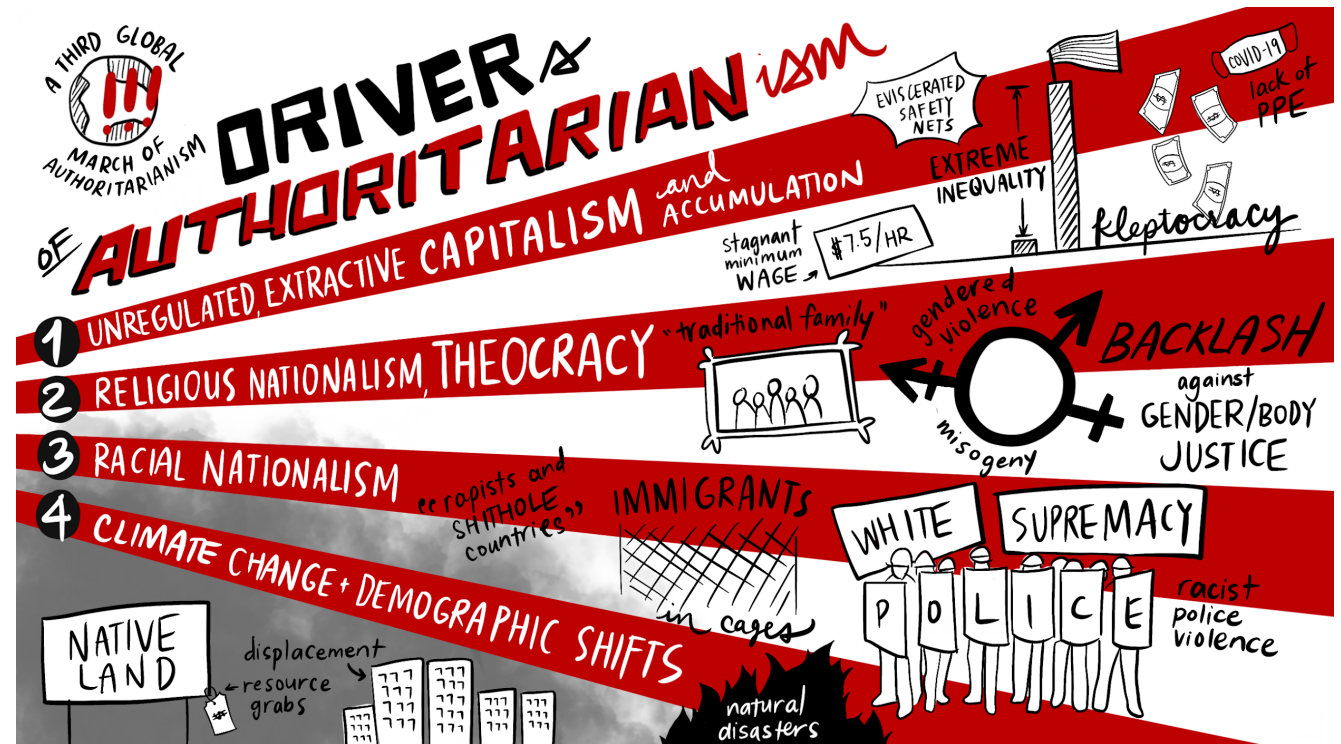 A THIRD GLOBAL
!!!
MARCH OF
AUTHORITARIANISM
DRIVERS
OF AUTHORITARIANism
1 UNREGULATED, EXTRACTIVE CAPITALISM and ACCUMULATION
EVISCERATED
SAFETY
NETS
EXTREME
INEQUALITY
stagnant
minimum
WAGE
$7.5/HR
COVID-19
lack of
PPE
$
$
$
$
kleptocracy
2 RELIGIOUS NATIONALISM, THEOCRACY
"traditional family"
gendered
violence
misogeny
BACKLASH
against
GENDER/BODY
JUSTICE
3 RACIAL NATIONALISM
"rapists and
SHITHOLE
countries"
IMMIGRANTS
in cages
WHITE
SUPREMACY
POLICE
racist
police
violence
4 CLIMATE CHANGE + DEMOGRAPHIC SHIFTS
NATIVE
LAND
displacement
resource
grabs
$
natural
disasters